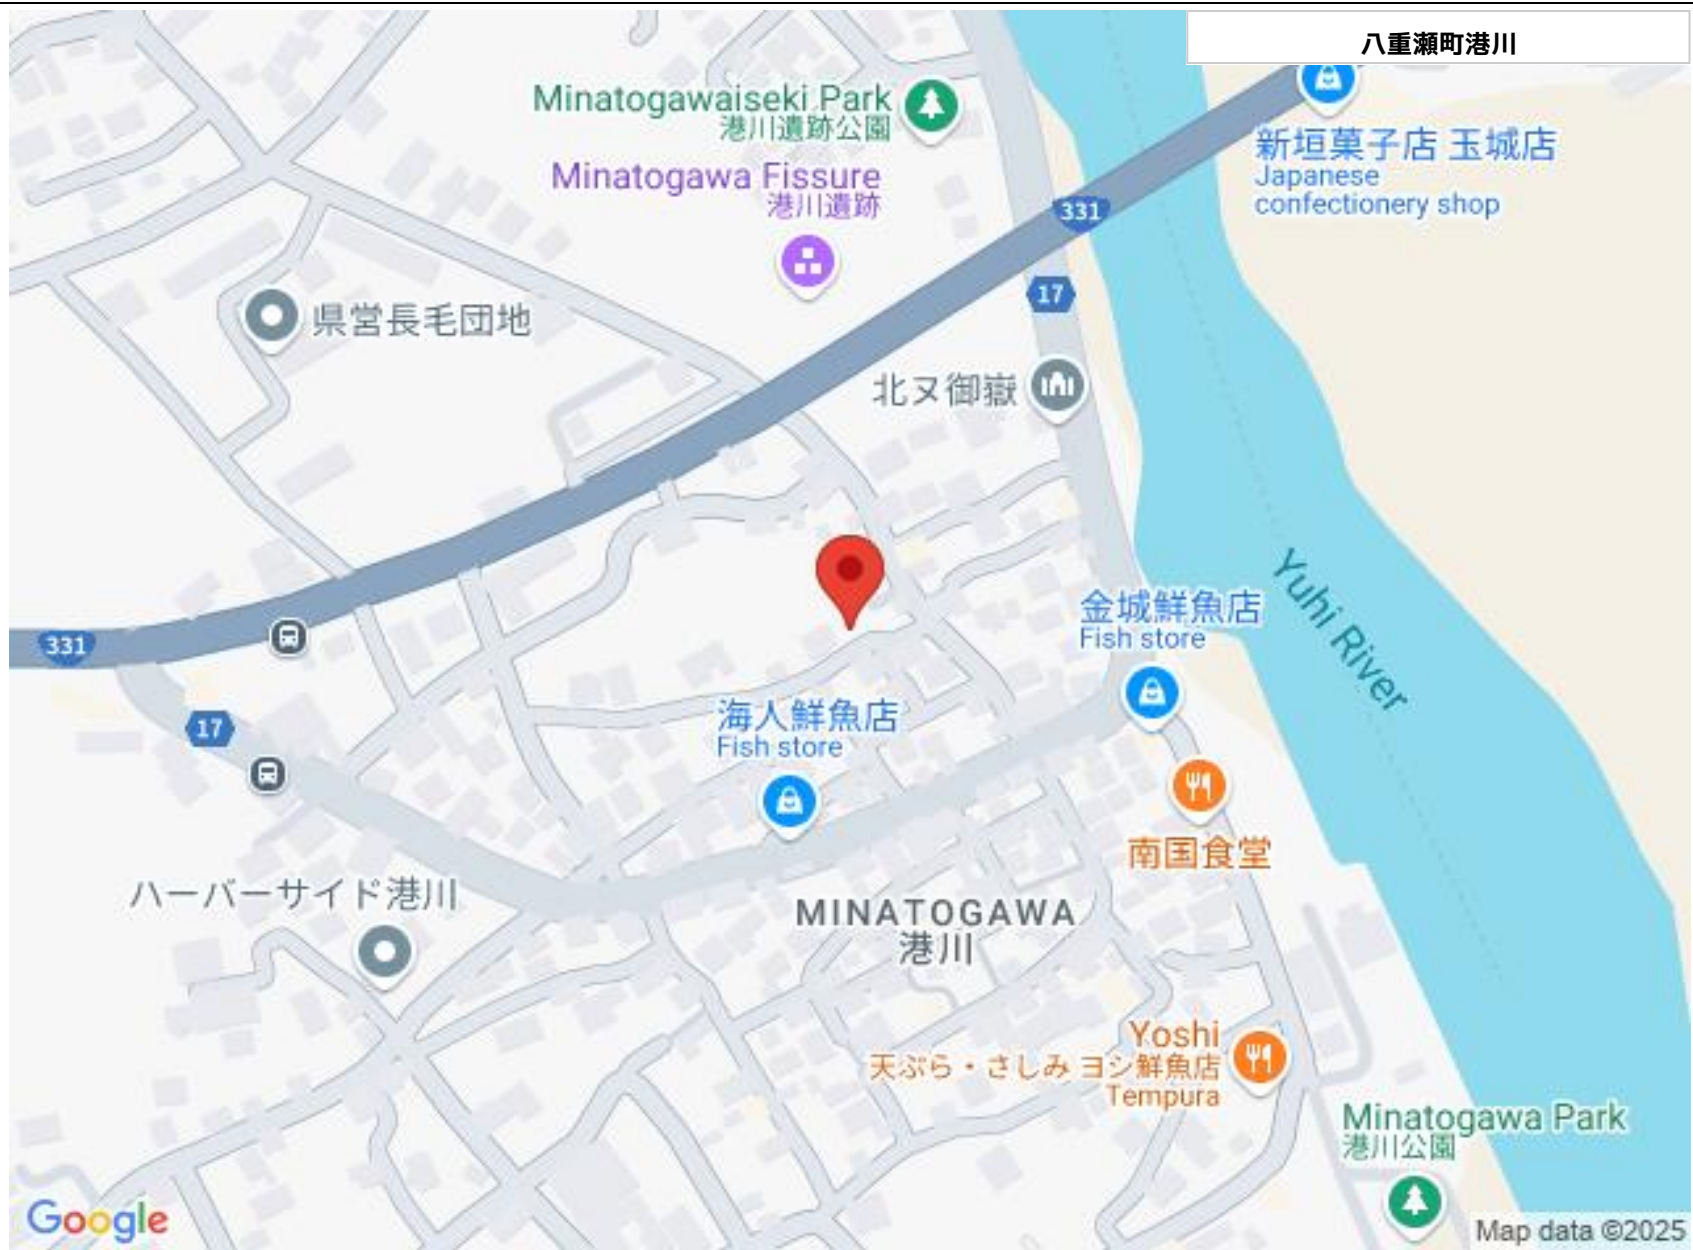 八重瀬町港川
Minatogawaiseki Park
港川遺跡公園
Minatogawa Fissure
港川遺跡
新垣菓子店 玉城店
Japanese
confectionery shop
331
17
県営長毛団地
北ヌ御嶽
金城鮮魚店
Fish store
Yuhi River
331
17
海人鮮魚店
Fish store
南国食堂
ハーバーサイド港川
MINATOGAWA
港川
Yoshi
天ぷら・さしみ ヨシ鮮魚店
Tempura
Minatogawa Park
港川公園
Google
Map data ©2025